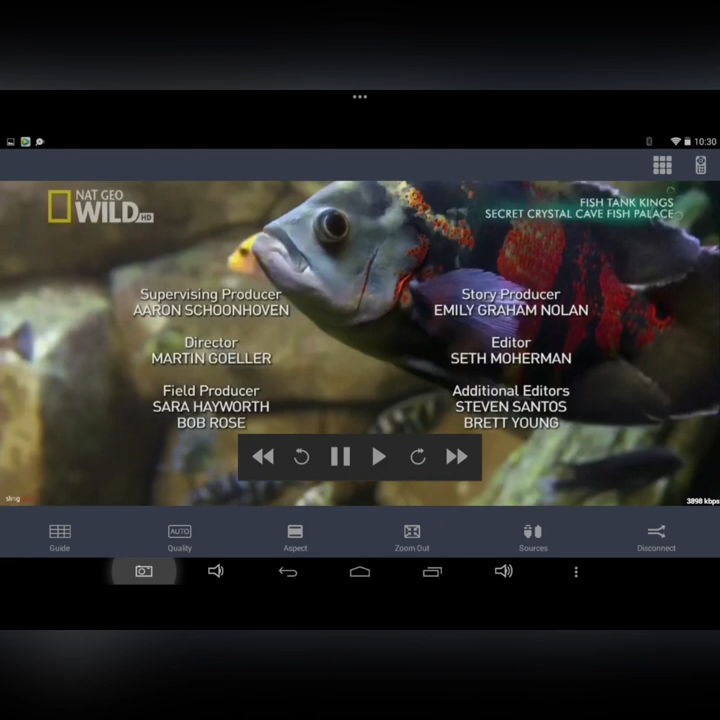 10:30
NAT GEO
WILD HD
FISH TANK KINGS
SECRET CRYSTAL CAVE FISH PALACE
Supervising Producer
AARON SCHOONHOVEN
Director
MARTIN GOELLER
Field Producer
SARA HAYWORTH
BOB ROSE
Story Producer
EMILY GRAHAM NOLAN
Editor
SETH MOHERMAN
Additional Editors
STEVEN SANTOS
BRETT YOUNG
sling
3898 kbps
Guide
AUTO
Quality
Aspect
Zoom Out
Sources
Disconnect